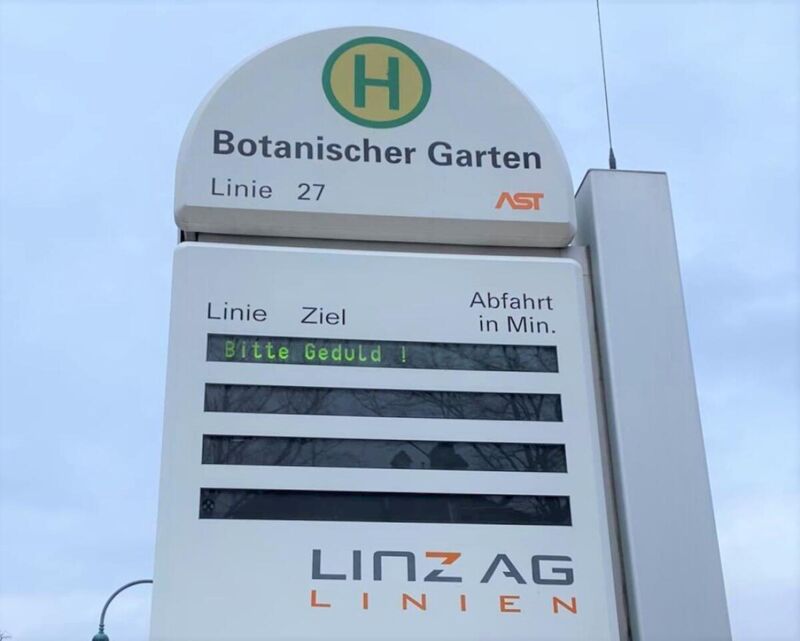 H
Botanischer Garten
Linie 27
AST
Linie Ziel Abfahrt
in Min.
Bitte Geduld !
LINZ AG
LINIEN